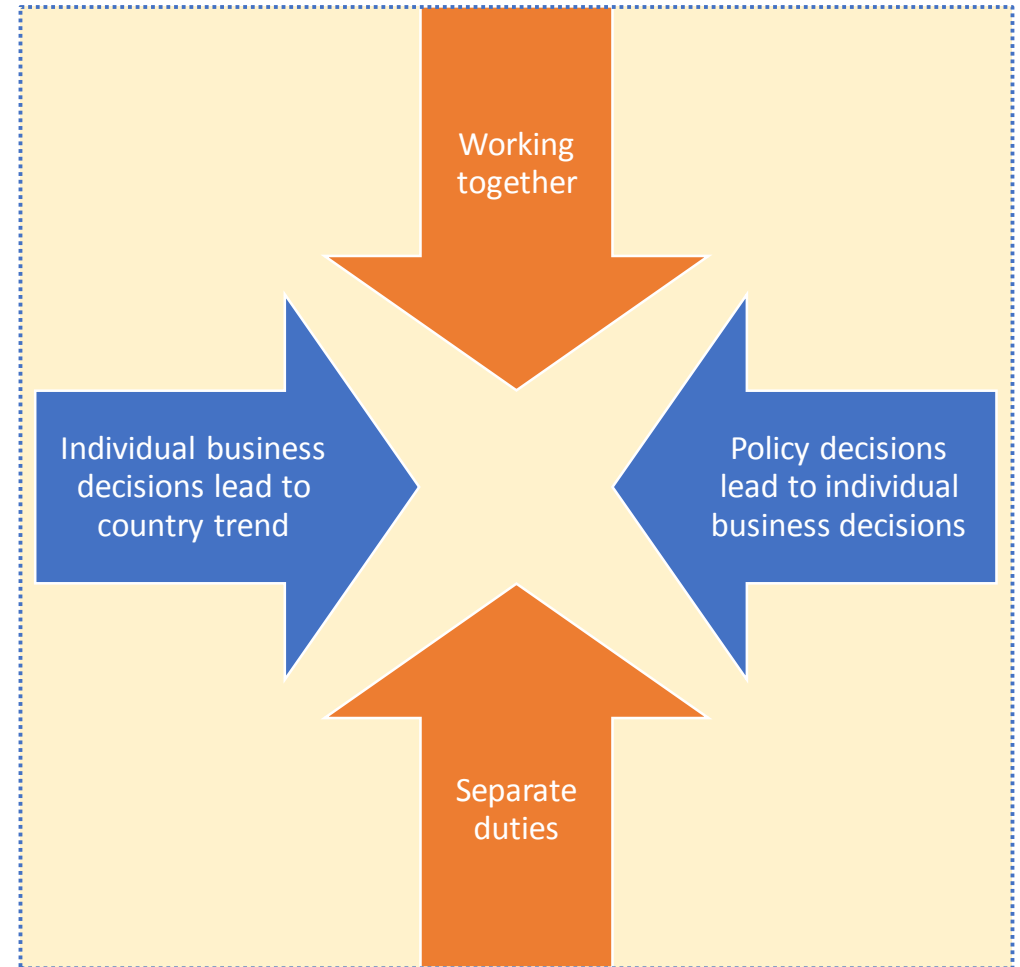 Working
together
Individual business
decisions lead to
country trend
Policy decisions
lead to individual
business decisions
Separate
duties